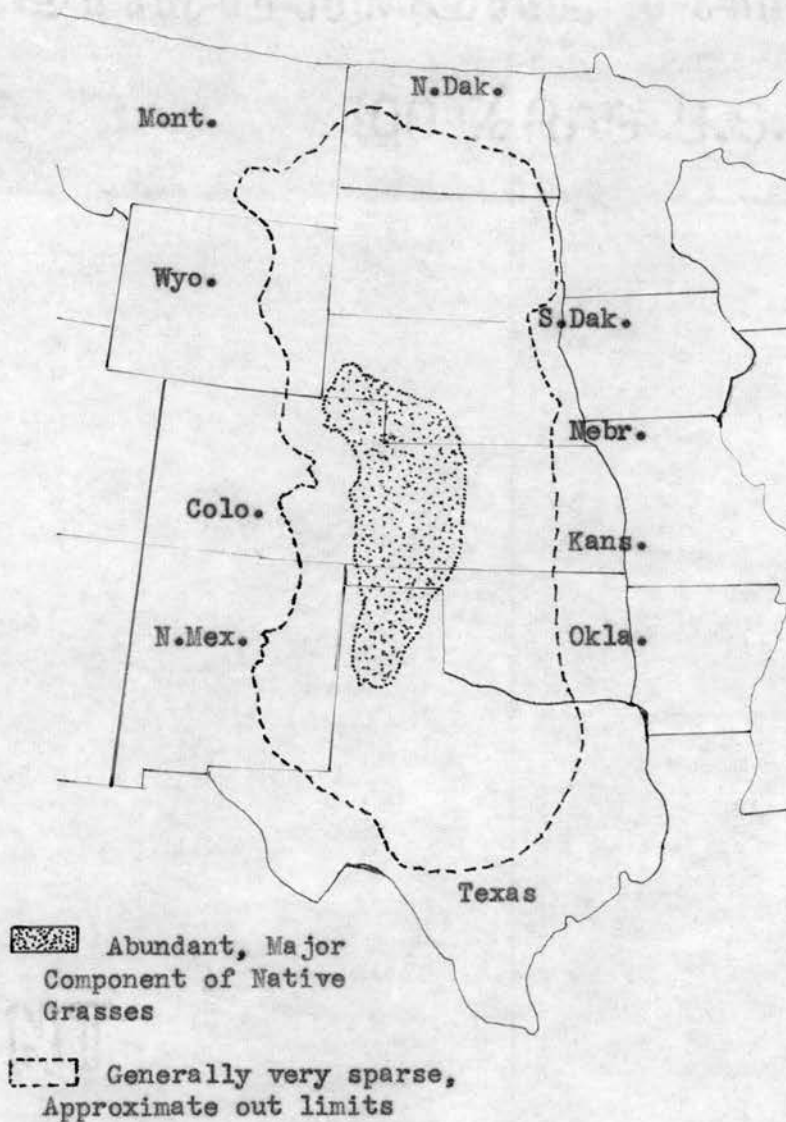 N.Dak.
Mont.
Wyo.
S.Dak.
Nebr.
Colo.
Kans.
N.Mex.
Okla.
Texas
Abundant, Major
Component of Native
Grasses
Generally very sparse,
Approximate out limits